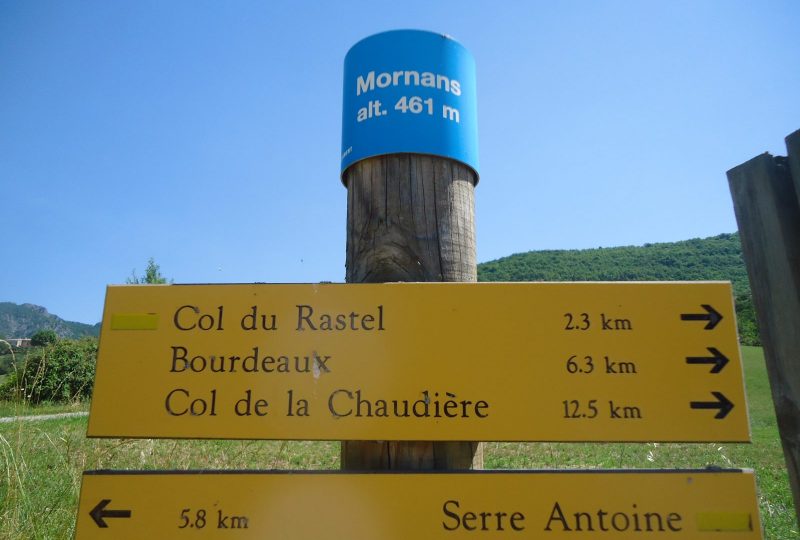 Mornans
alt. 461 m
Col du Rastel 2.3 km →
Bourdeaux 6.3 km →
Col de la Chaudière 12.5 km →
← 5.8 km Serre Antoine